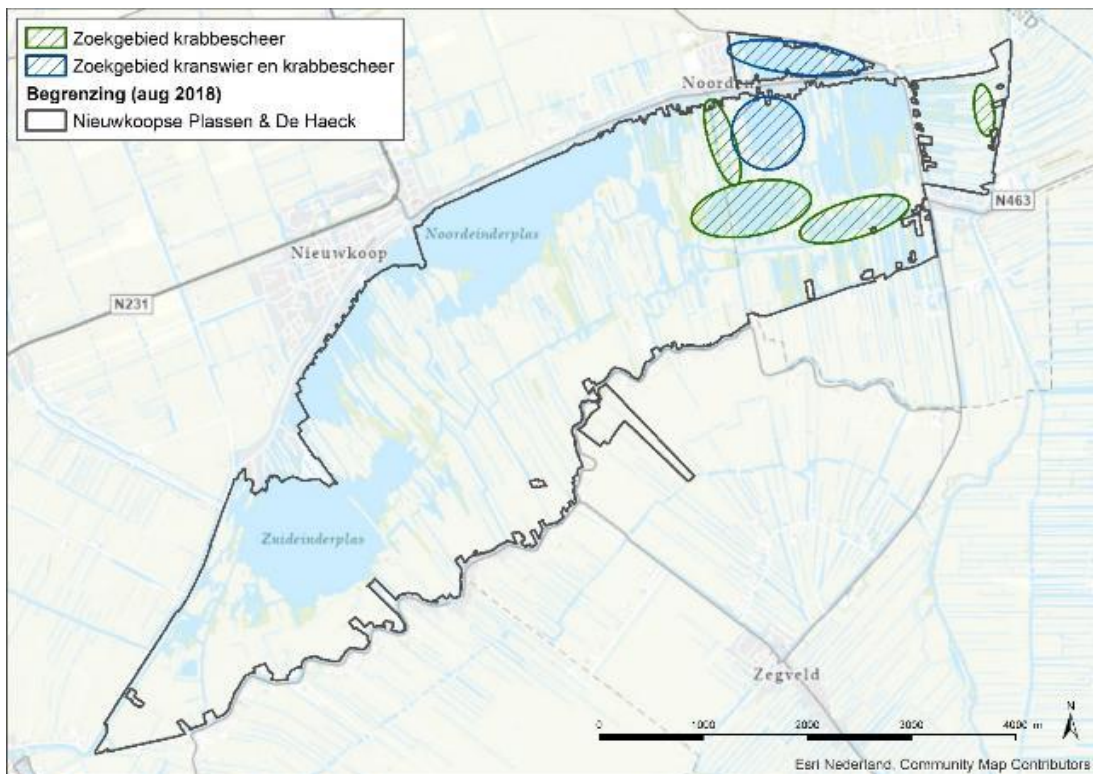 Zoekgebied krabbescheer
Zoekgebied kranswier en krabbescheer
Begrenzing (aug 2018)
Nieuwkoopse Plassen & De Haeck
Noorden
N463
Noordeinderplas
Nieuwkoop
N231
Zuideinderplas
Zegveld
N
0 1000 2000 3000 4000 m
Esri Nederland, Community Map Contributors